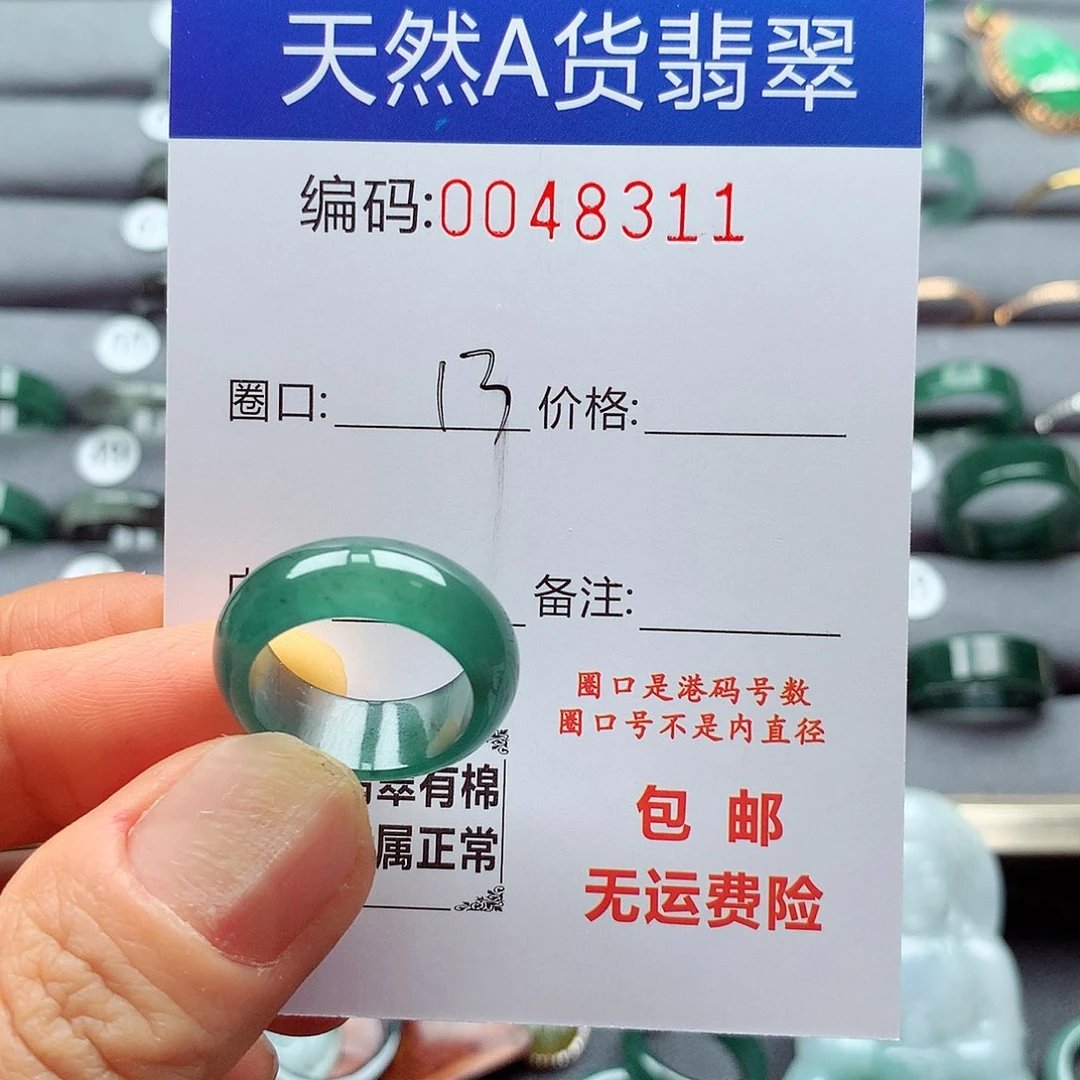 天然A货翡翠
编码:0048311
圈口: 13 价格:
备注:
圈口是港码号数
圈口号不是内直径
翠有棉
属正常
包 邮
无运费险
49